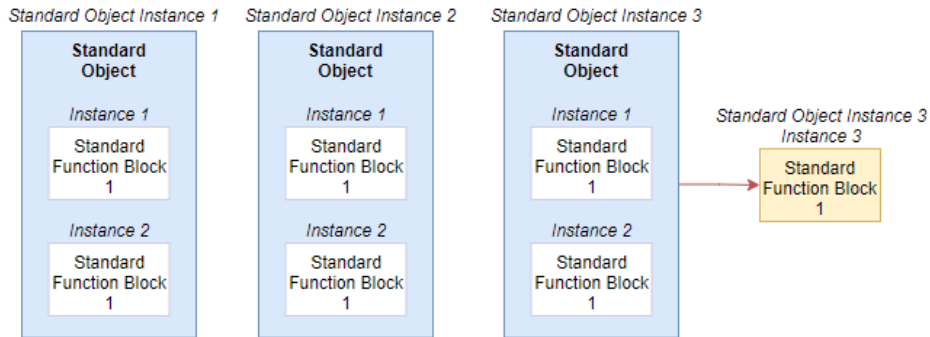 Standard Object Instance 1
Standard
Object
Instance 1
Standard
Function Block
1
Instance 2
Standard
Function Block
1
Standard Object Instance 2
Standard
Object
Instance 1
Standard
Function Block
1
Instance 2
Standard
Function Block
1
Standard Object Instance 3
Standard
Object
Instance 1
Standard
Function Block
1
Instance 2
Standard
Function Block
1
Standard Object Instance 3
Instance 3
Standard
Function Block
1